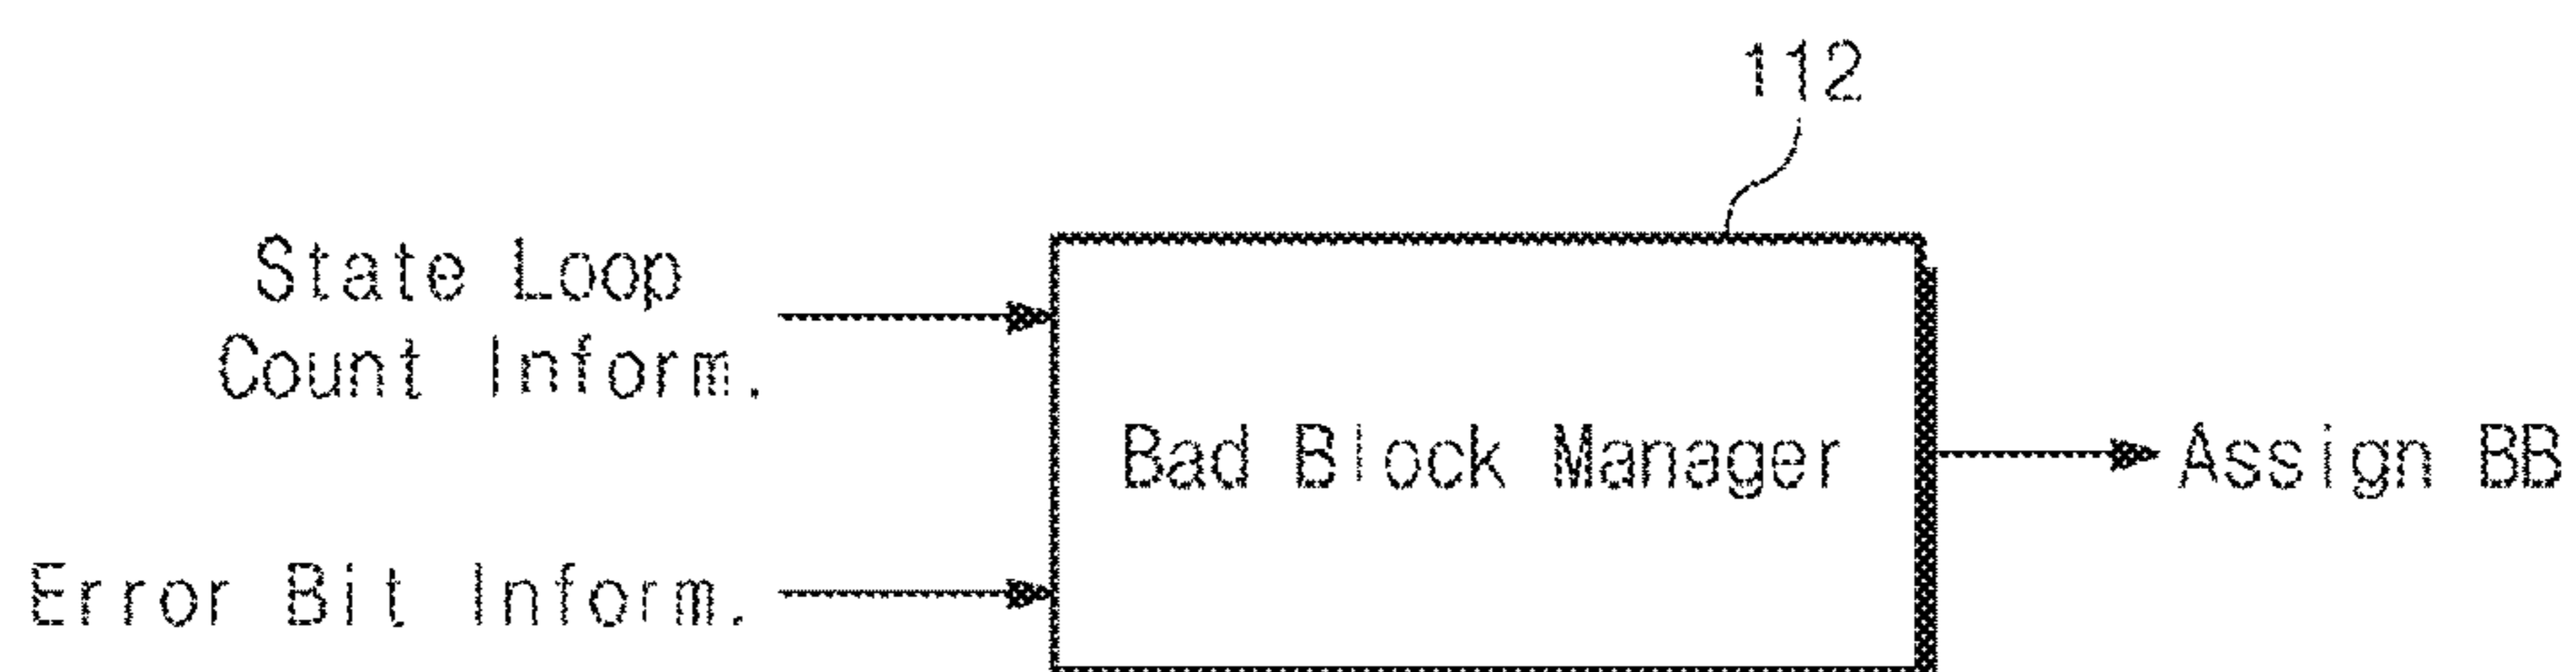 112
State Loop
Count Inform.
Bad Block Manager
Assign BB
Error Bit Inform.